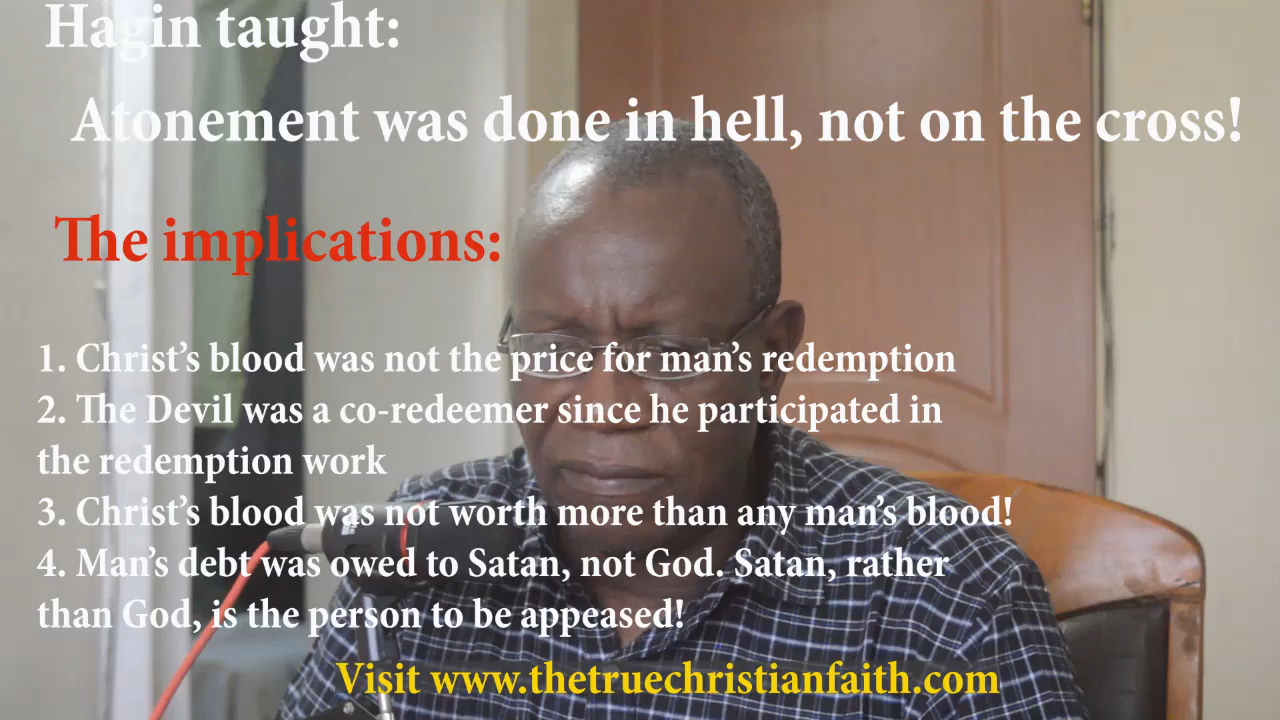 Hagin taught:
Atonement was done in hell, not on the cross!
The implications:
1. Christ’s blood was not the price for man’s redemption
2. The Devil was a co-redeemer since he participated in
the redemption work
3. Christ’s blood was not worth more than any man’s blood!
4. Man’s debt was owed to Satan, not God. Satan, rather
than God, is the person to be appeased!
Visit www.thetruechristianfaith.com